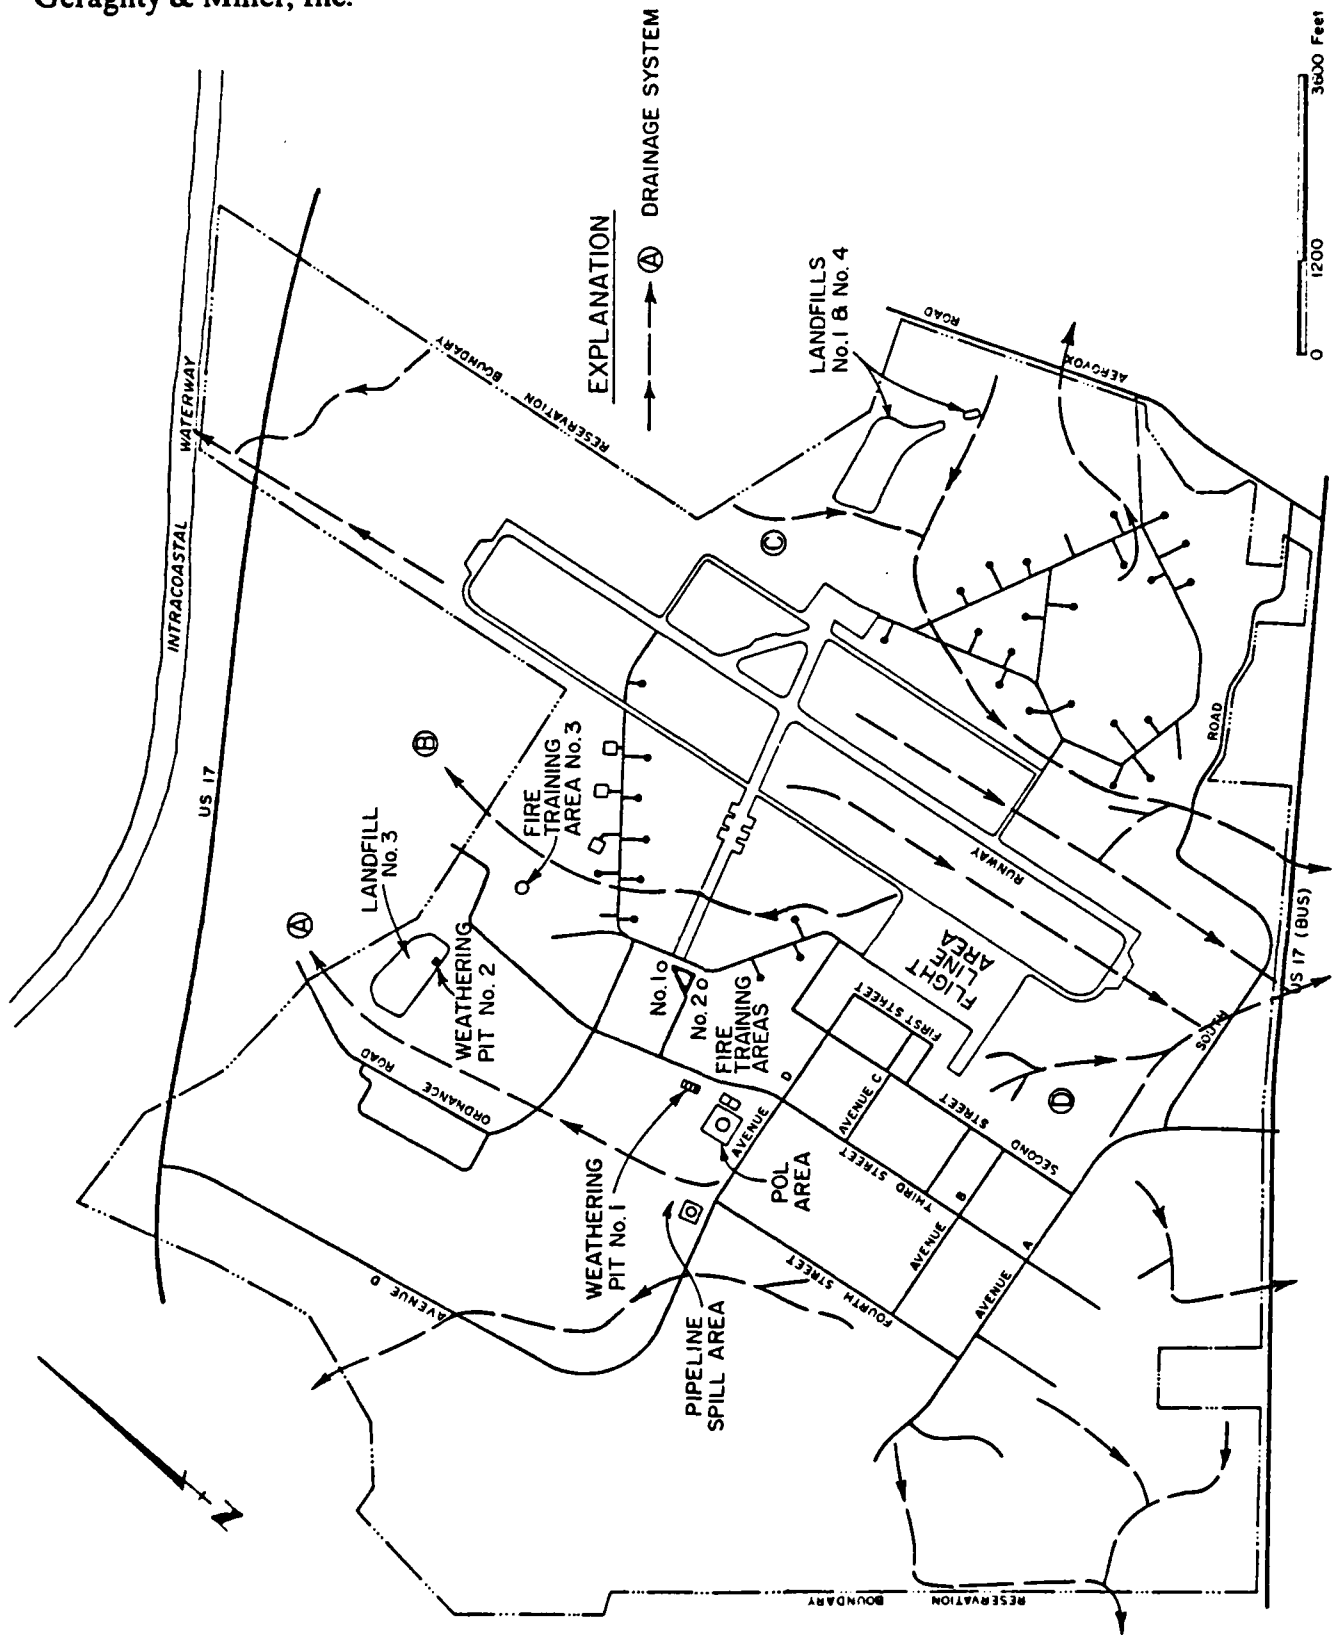 Geraghty & Miller, Inc.
INTRACOASTAL WATERWAY
US 17
RESERVATION BOUNDARY
EXPLANATION
Ⓐ DRAINAGE SYSTEM
0 1200 3600 Feet
LANDFILLS
No. 1 & No. 4
AEROVOX ROAD
Ⓒ
Ⓑ
FIRE
TRAINING
AREA No. 3
LANDFILL
No. 3
Ⓐ
WEATHERING
PIT No. 2
ORDNANCE ROAD
No. 1
No. 2
FIRE
TRAINING
AREAS
FLIGHT
LINE
AREA
RUNWAY
ROAD
SOUTH
US 17 (BUS)
FIRST STREET
SECOND STREET
THIRD STREET
FOURTH STREET
AVENUE D
AVENUE C
AVENUE B
AVENUE A
Ⓓ
POL
AREA
WEATHERING
PIT No. 1
PIPELINE
SPILL AREA
AVENUE D
N
RESERVATION BOUNDARY